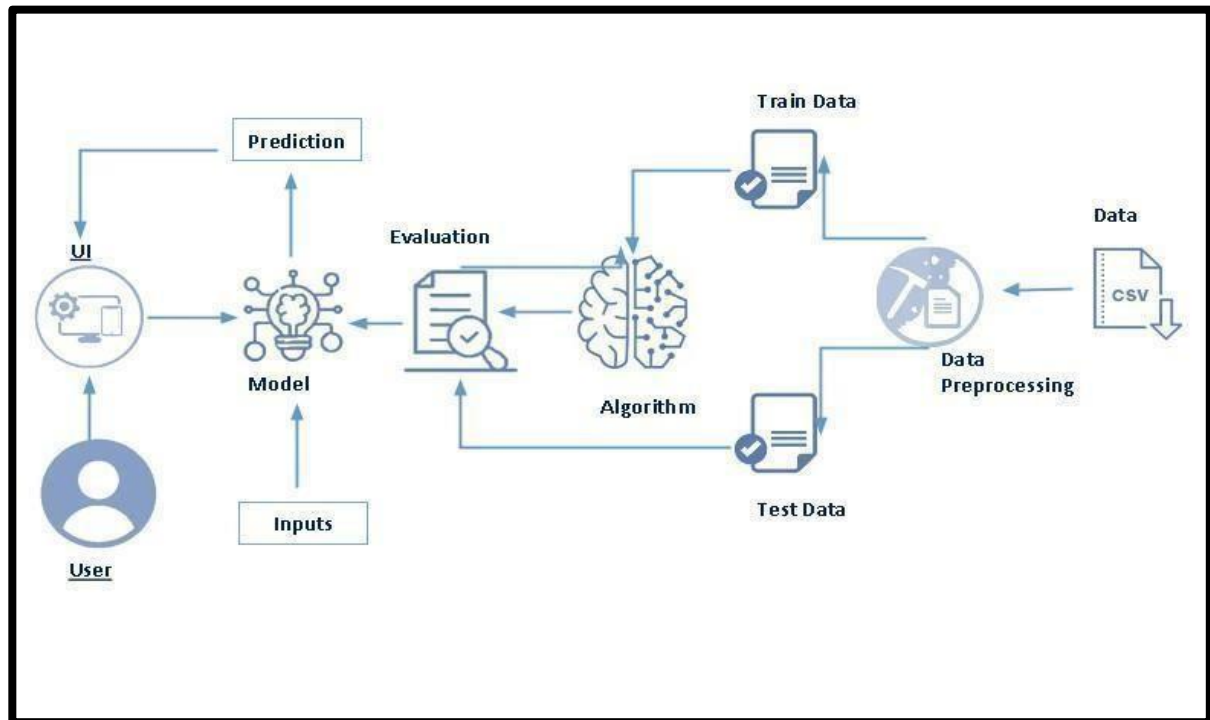 Train Data
Prediction
Data
UI
Evaluation
CSV
Model
Data
Preprocessing
Algorithm
Inputs
Test Data
User